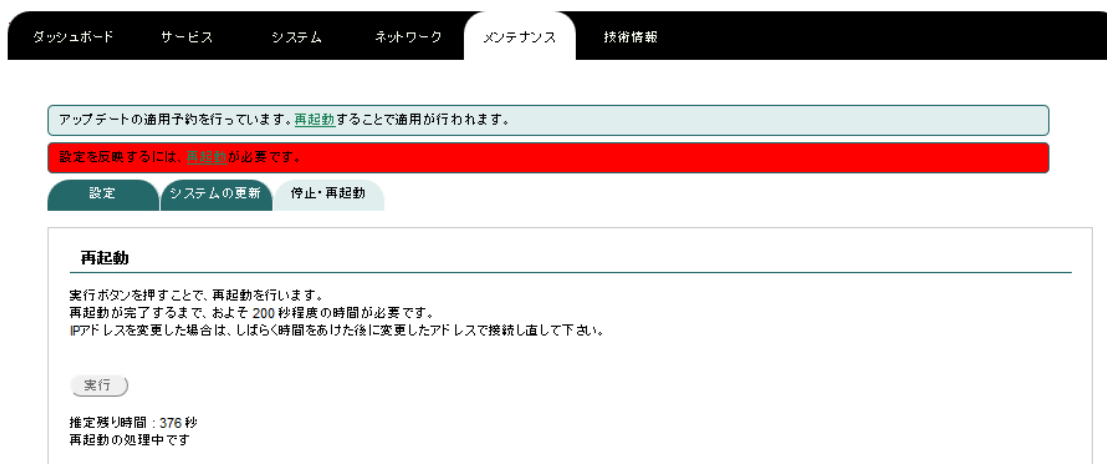 ダッシュボード サービス システム ネットワーク メンテナンス 技術情報
アップデートの適用予約を行っています。再起動することで適用が行われます。
設定を反映するには、再起動が必要です。
設定 システムの更新 停止・再起動
再起動
実行ボタンを押すことで、再起動を行います。
再起動が完了するまで、およそ 200 秒程度の時間が必要です。
IPアドレスを変更した場合は、しばらく時間をあけた後に変更したアドレスで接続し直して下さい。
実行
推定残り時間 : 376 秒
再起動の処理中です